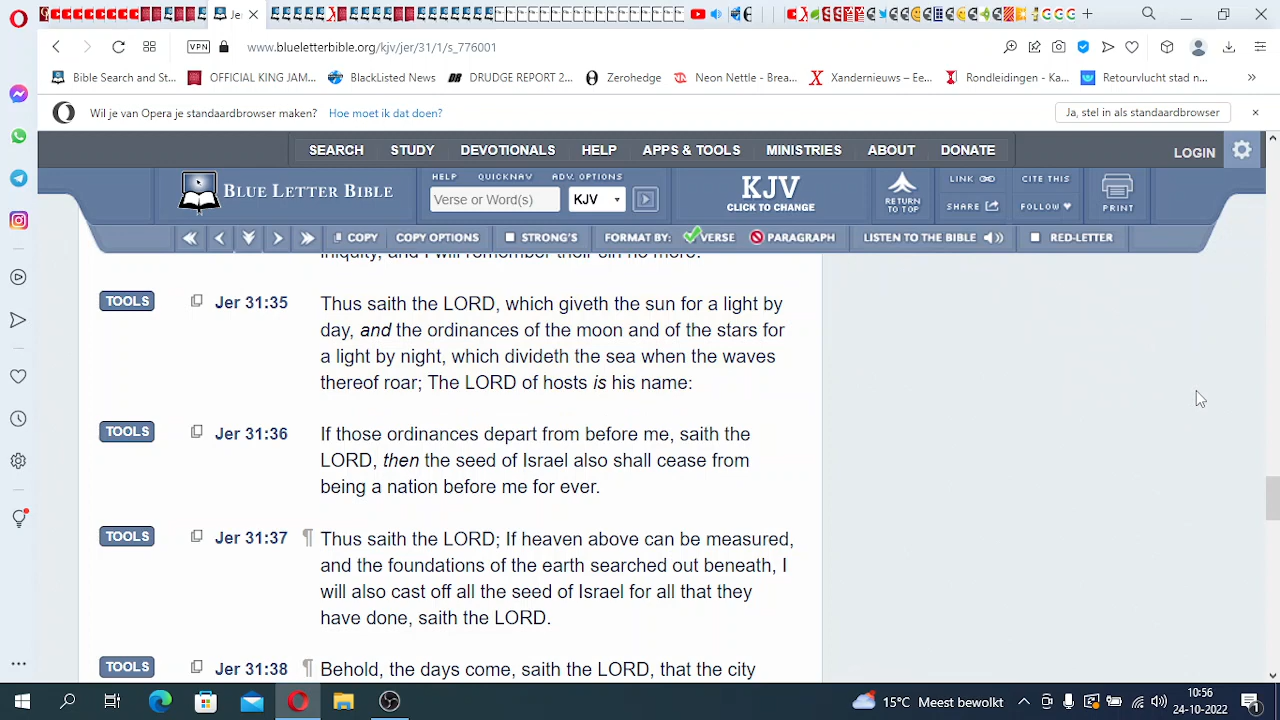 Je
www.blueletterbible.org/kjv/jer/31/1/s_776001
VPN
Bible Search and St...
OFFICIAL KING JAM...
BlackListed News
DRUDGE REPORT 2...
Zerohedge
Neon Nettle - Brea...
Xandernieuws – Ee...
Rondleidingen - Ka...
Retourvlucht stad n...
Wil je van Opera je standaardbrowser maken?
Hoe moet ik dat doen?
Ja, stel in als standaardbrowser
SEARCH
STUDY
DEVOTIONALS
HELP
APPS & TOOLS
MINISTRIES
ABOUT
DONATE
LOGIN
BLUE LETTER BIBLE
HELP
QUICKNAV
ADV. OPTIONS
Verse or Word(s)
KJV
KJV
CLICK TO CHANGE
RETURN
TO TOP
LINK
CITE THIS
SHARE
FOLLOW
PRINT
COPY
COPY OPTIONS
STRONG'S
FORMAT BY:
VERSE
PARAGRAPH
LISTEN TO THE BIBLE
RED-LETTER
iniquity, and I will remember their sin no more.
TOOLS
Jer 31:35
Thus saith the LORD, which giveth the sun for a light by
day, and the ordinances of the moon and of the stars for
a light by night, which divideth the sea when the waves
thereof roar; The LORD of hosts is his name:
TOOLS
Jer 31:36
If those ordinances depart from before me, saith the
LORD, then the seed of Israel also shall cease from
being a nation before me for ever.
TOOLS
Jer 31:37
¶ Thus saith the LORD; If heaven above can be measured,
and the foundations of the earth searched out beneath, I
will also cast off all the seed of Israel for all that they
have done, saith the LORD.
TOOLS
Jer 31:38
¶ Behold, the days come, saith the LORD, that the city
15°C Meest bewolkt
10:56
24-10-2022
1